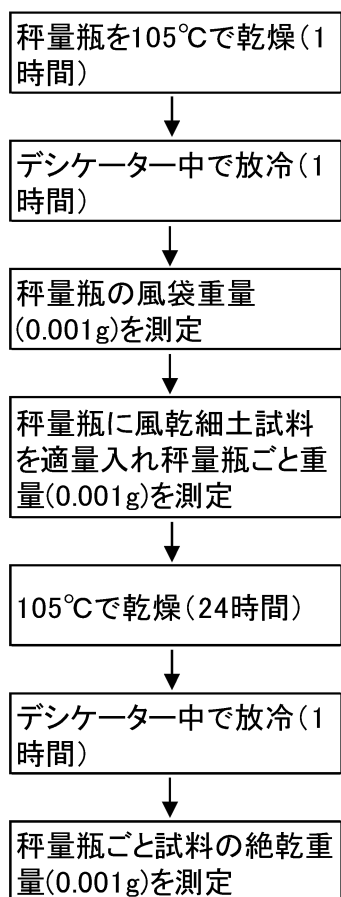 秤量瓶を105℃で乾燥（1
時間）
デシケーター中で放冷（1
時間）
秤量瓶の風袋重量
(0.001g)を測定
秤量瓶に風乾細土試料
を適量入れ秤量瓶ごと重
量(0.001g)を測定
105℃で乾燥（24時間）
デシケーター中で放冷（1
時間）
秤量瓶ごと試料の絶乾重
量(0.001g)を測定